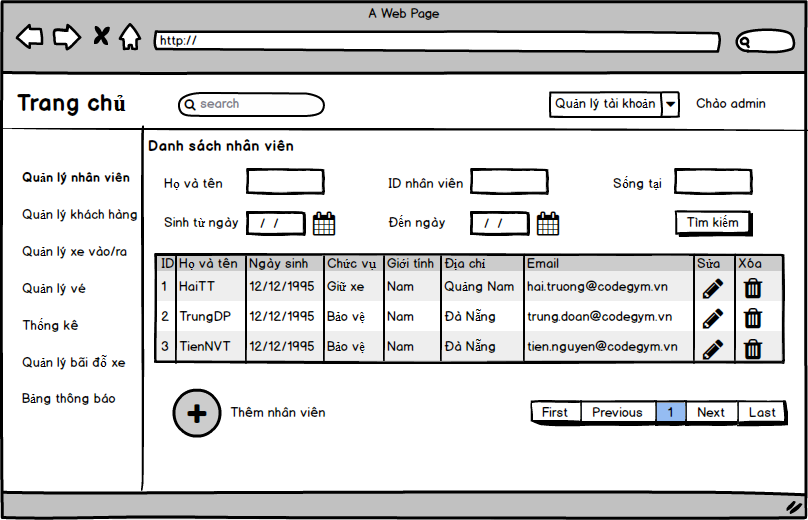 A Web Page
http://
Trang chủ
search
Quản lý tài khoản
Chào admin
Quản lý nhân viên
Quản lý khách hàng
Quản lý xe vào/ra
Quản lý vé
Thống kê
Quản lý bãi đỗ xe
Bảng thông báo
Danh sách nhân viên
Họ và tên ID nhân viên Sống tại
Sinh từ ngày / / Đến ngày / / Tìm kiếm
ID Họ và tên Ngày sinh Chức vụ Giới tính Địa chỉ Email Sửa Xóa
1 HaiTT 12/12/1995 Giữ xe Nam Quảng Nam hai.truong@codegym.vn
2 TrungDP 12/12/1995 Bảo vệ Nam Đà Nẵng trung.doan@codegym.vn
3 TienNVT 12/12/1995 Bảo vệ Nam Đà Nẵng tien.nguyen@codegym.vn
Thêm nhân viên
First Previous 1 Next Last